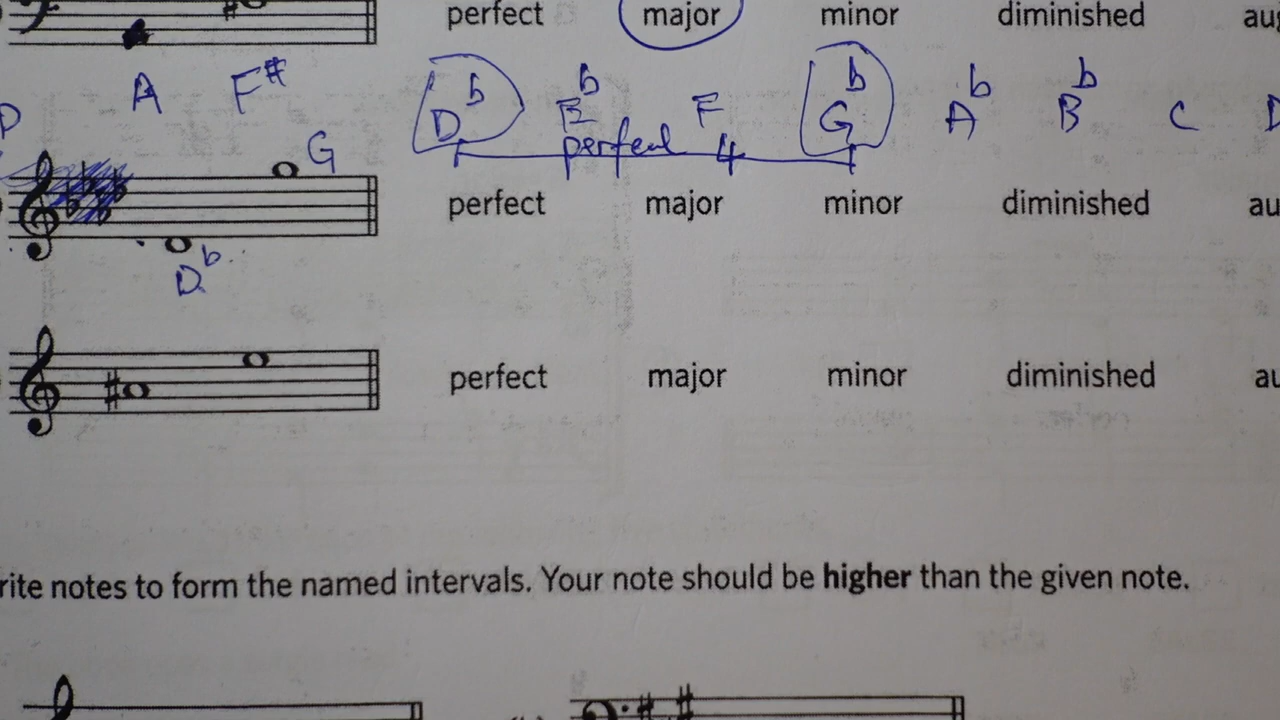 perfect major minor diminished
A F# Db Eb F Gb Ab Bb C
perfect 4
G
perfect major minor diminished
Db
perfect major minor diminished
rite notes to form the named intervals. Your note should be higher than the given note.